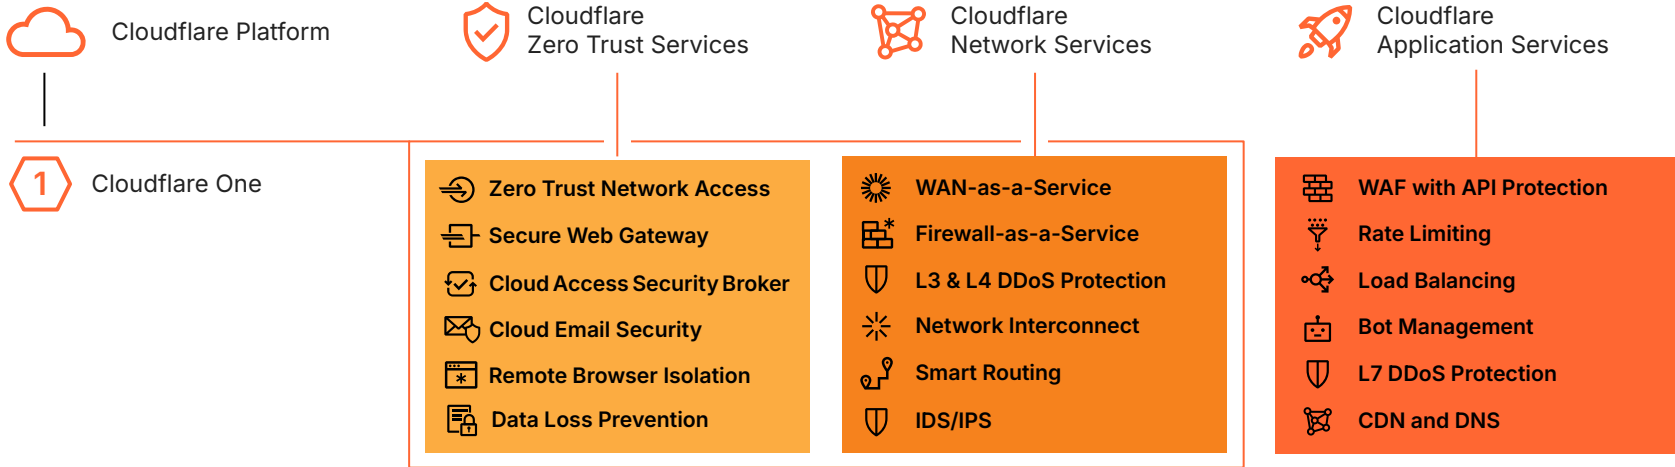 Cloudflare Platform
Cloudflare
Zero Trust Services
Cloudflare
Network Services
Cloudflare
Application Services
1
Cloudflare One
Zero Trust Network Access
Secure Web Gateway
Cloud Access Security Broker
Cloud Email Security
Remote Browser Isolation
Data Loss Prevention
WAN-as-a-Service
Firewall-as-a-Service
L3 & L4 DDoS Protection
Network Interconnect
Smart Routing
IDS/IPS
WAF with API Protection
Rate Limiting
Load Balancing
Bot Management
L7 DDoS Protection
CDN and DNS